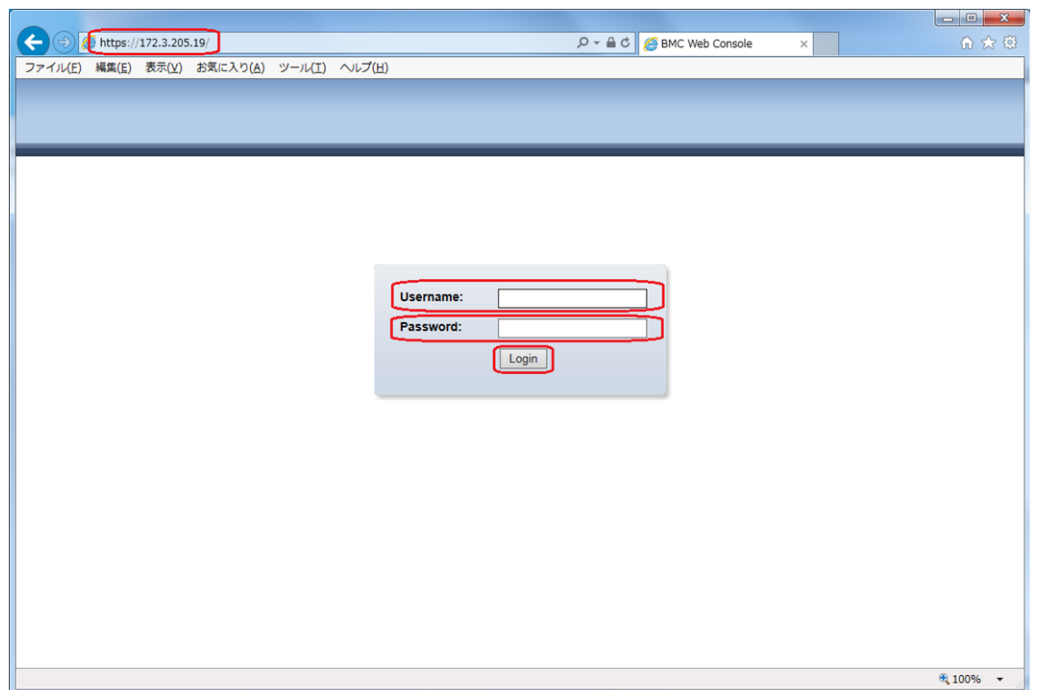 https://172.3.205.19/
BMC Web Console
ファイル(F) 編集(E) 表示(V) お気に入り(A) ツール(T) ヘルプ(H)
Username:
Password:
Login
100%